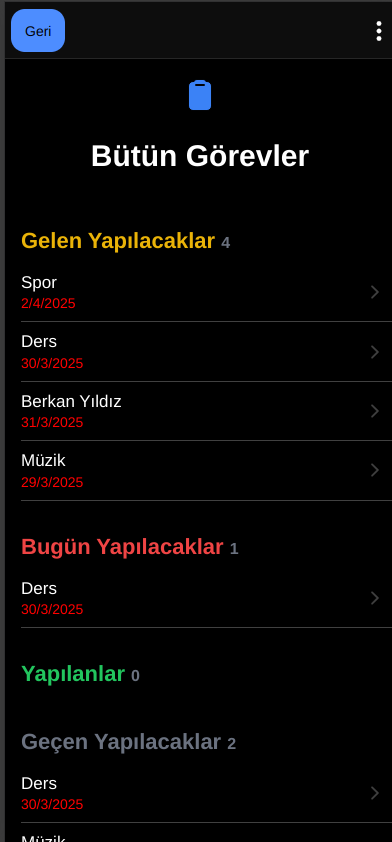 Geri
Bütün Görevler
Gelen Yapılacaklar 4
Spor
2/4/2025
Ders
30/3/2025
Berkan Yıldız
31/3/2025
Müzik
29/3/2025
Bugün Yapılacaklar 1
Ders
30/3/2025
Yapılanlar 0
Geçen Yapılacaklar 2
Ders
30/3/2025
Müzik